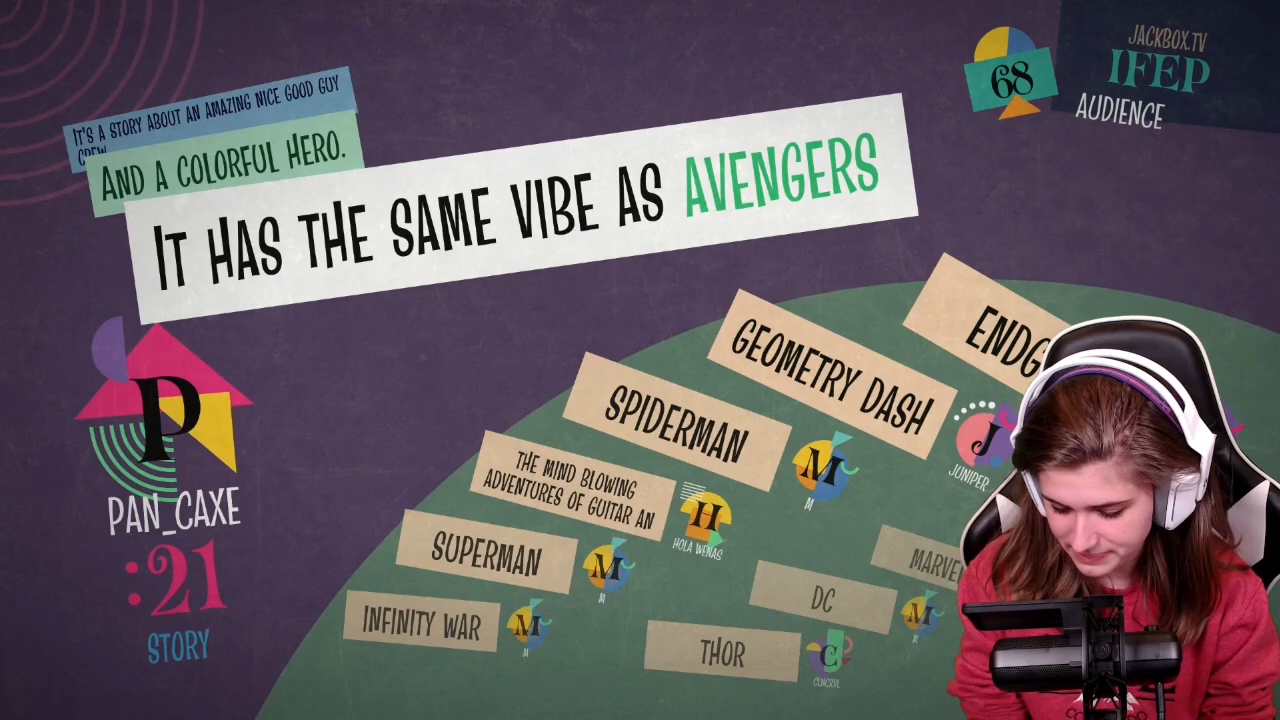 JACKBOX.TV
IFEP
AUDIENCE
68
IT'S A STORY ABOUT AN AMAZING NICE GOOD GUY
CREW
AND A COLORFUL HERO.
IT HAS THE SAME VIBE AS AVENGERS
P
PAN_CAXE
:21
STORY
GEOMETRY DASH
J
JUNIPER
SPIDERMAN
M
M
THE MIND BLOWING
ADVENTURES OF GUITAR AN
H
HOLA WENAS
SUPERMAN
M
M
INFINITY WAR
M
M
DC
M
M
THOR
C
CLMCRVL